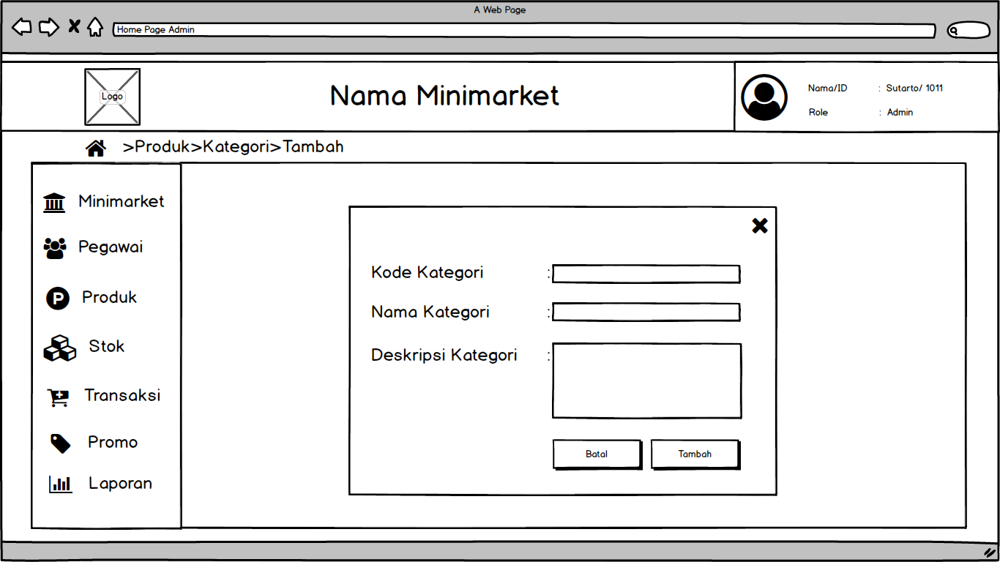 A Web Page
Home Page Admin
Logo
Nama Minimarket
Nama/ID : Sutarto/ 1011
Role : Admin
>Produk>Kategori>Tambah
Minimarket
Pegawai
P Produk
Stok
Transaksi
Promo
Laporan
Kode Kategori :
Nama Kategori :
Deskripsi Kategori :
Batal Tambah